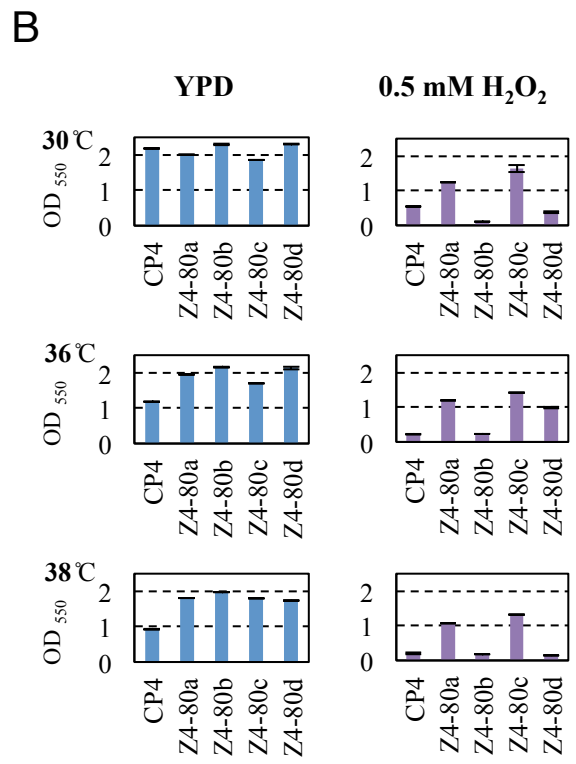 B
YPD
0.5 mM H₂O₂
30℃
OD 550
2
1
0
CP4
Z4-80a
Z4-80b
Z4-80c
Z4-80d
2
1
0
CP4
Z4-80a
Z4-80b
Z4-80c
Z4-80d
36℃
OD 550
2
1
0
CP4
Z4-80a
Z4-80b
Z4-80c
Z4-80d
2
1
0
CP4
Z4-80a
Z4-80b
Z4-80c
Z4-80d
38℃
OD 550
2
1
0
CP4
Z4-80a
Z4-80b
Z4-80c
Z4-80d
2
1
0
CP4
Z4-80a
Z4-80b
Z4-80c
Z4-80d